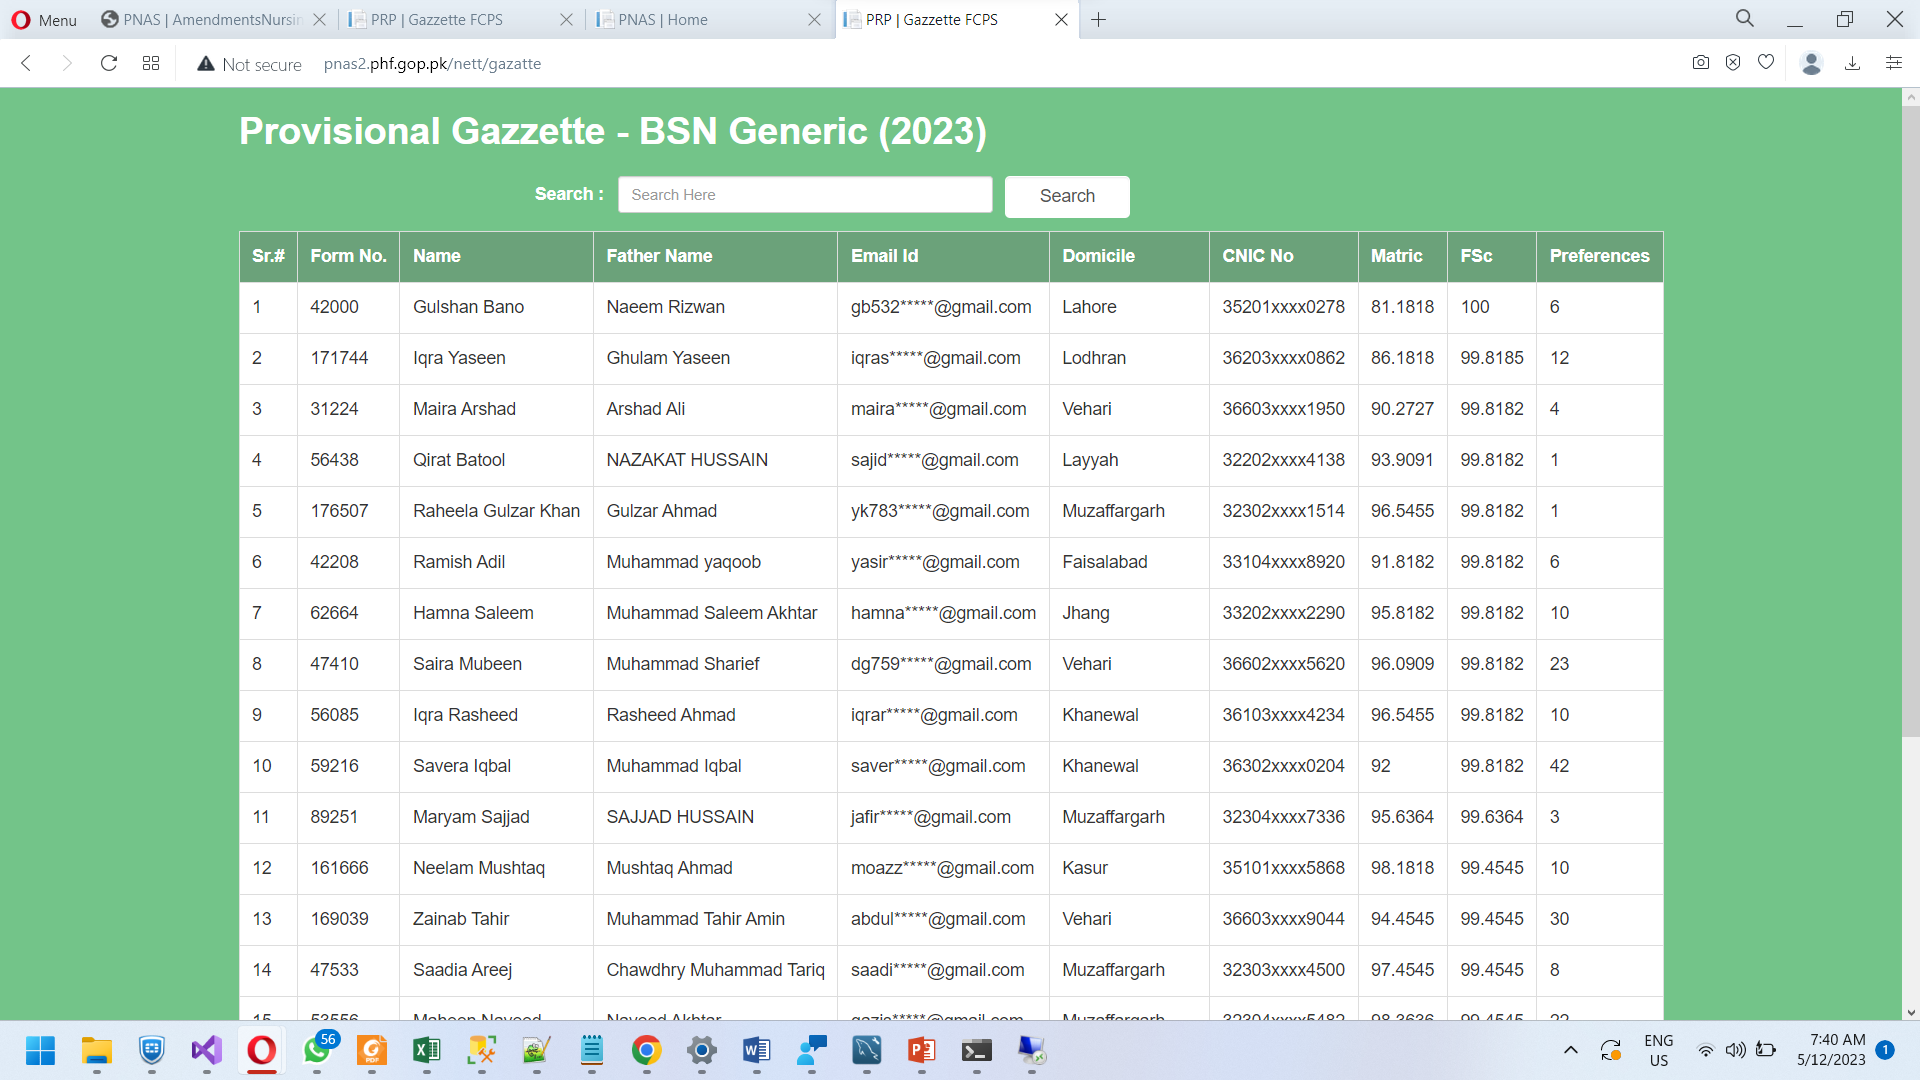 Menu PNAS | AmendmentsNursin PRP | Gazzette FCPS PNAS | Home PRP | Gazzette FCPS
Not secure pnas2.phf.gop.pk/nett/gazatte
Provisional Gazzette - BSN Generic (2023)
Search : Search Here Search
Sr.# Form No. Name Father Name Email Id Domicile CNIC No Matric FSc Preferences
1 42000 Gulshan Bano Naeem Rizwan gb532*****@gmail.com Lahore 35201xxxx0278 81.1818 100 6
2 171744 Iqra Yaseen Ghulam Yaseen iqras*****@gmail.com Lodhran 36203xxxx0862 86.1818 99.8185 12
3 31224 Maira Arshad Arshad Ali maira*****@gmail.com Vehari 36603xxxx1950 90.2727 99.8182 4
4 56438 Qirat Batool NAZAKAT HUSSAIN sajid*****@gmail.com Layyah 32202xxxx4138 93.9091 99.8182 1
5 176507 Raheela Gulzar Khan Gulzar Ahmad yk783*****@gmail.com Muzaffargarh 32302xxxx1514 96.5455 99.8182 1
6 42208 Ramish Adil Muhammad yaqoob yasir*****@gmail.com Faisalabad 33104xxxx8920 91.8182 99.8182 6
7 62664 Hamna Saleem Muhammad Saleem Akhtar hamna*****@gmail.com Jhang 33202xxxx2290 95.8182 99.8182 10
8 47410 Saira Mubeen Muhammad Sharief dg759*****@gmail.com Vehari 36602xxxx5620 96.0909 99.8182 23
9 56085 Iqra Rasheed Rasheed Ahmad iqrar*****@gmail.com Khanewal 36103xxxx4234 96.5455 99.8182 10
10 59216 Savera Iqbal Muhammad Iqbal saver*****@gmail.com Khanewal 36302xxxx0204 92 99.8182 42
11 89251 Maryam Sajjad SAJJAD HUSSAIN jafir*****@gmail.com Muzaffargarh 32304xxxx7336 95.6364 99.6364 3
12 161666 Neelam Mushtaq Mushtaq Ahmad moazz*****@gmail.com Kasur 35101xxxx5868 98.1818 99.4545 10
13 169039 Zainab Tahir Muhammad Tahir Amin abdul*****@gmail.com Vehari 36603xxxx9044 94.4545 99.4545 30
14 47533 Saadia Areej Chawdhry Muhammad Tariq saadi*****@gmail.com Muzaffargarh 32303xxxx4500 97.4545 99.4545 8
56 ENG 7:40 AM
US 5/12/2023 1